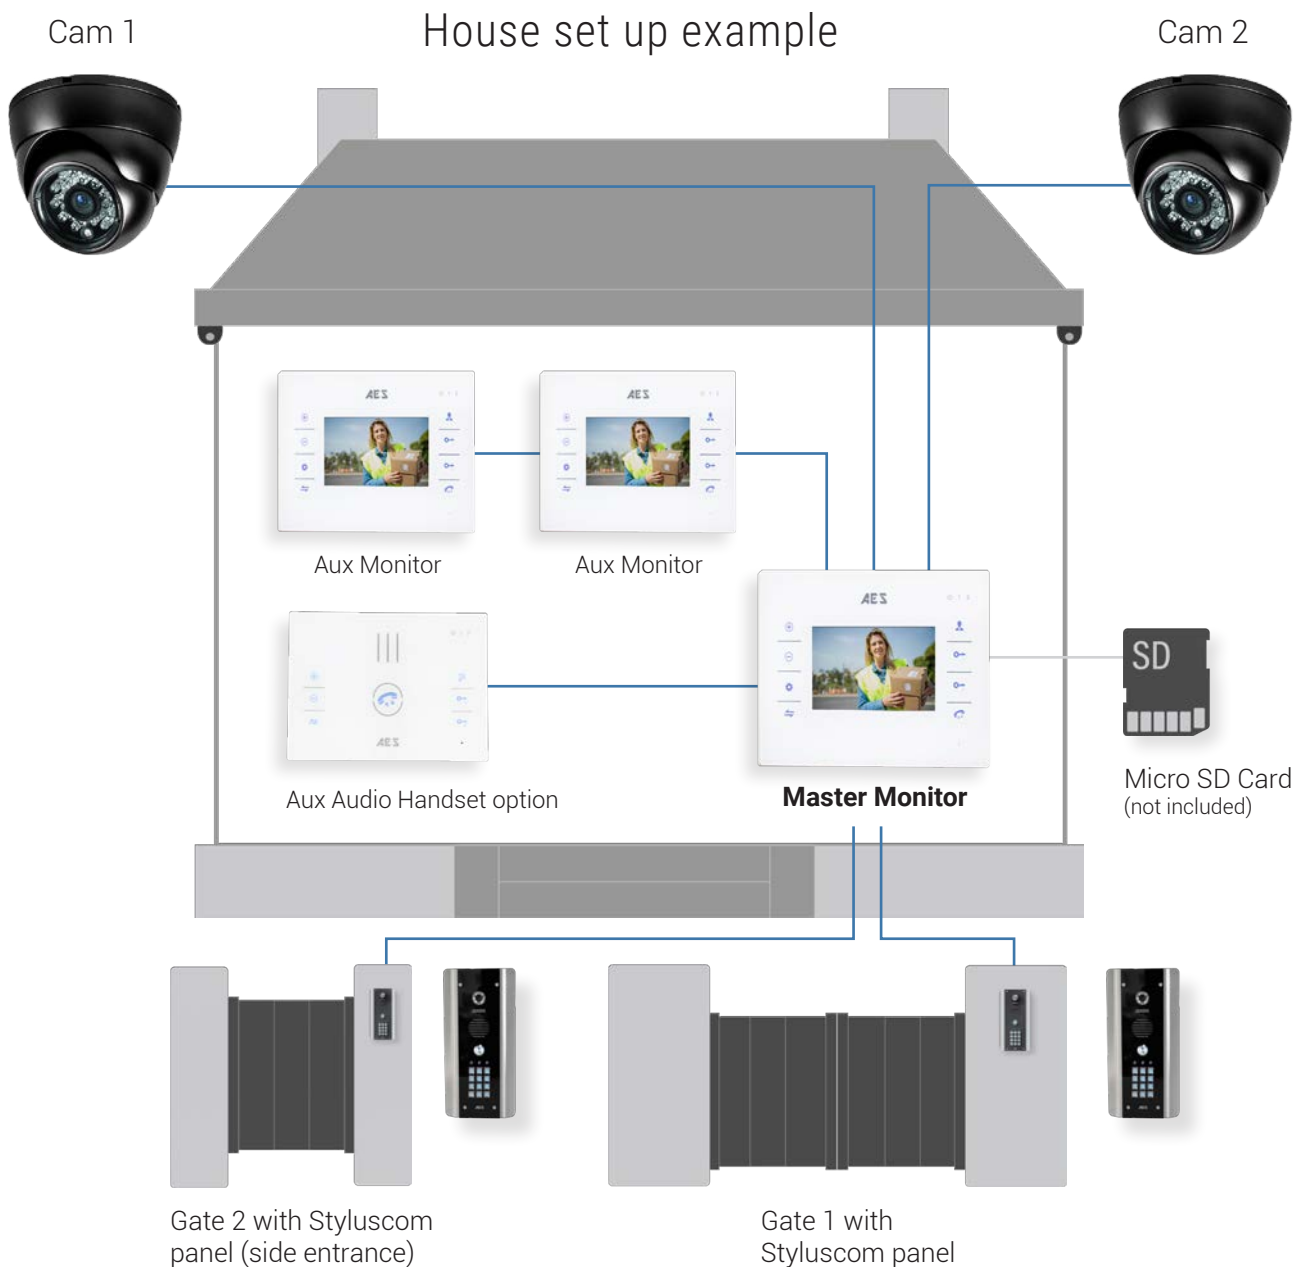 House set up example
Cam 1
Cam 2
AES
AES
Aux Monitor
Aux Monitor
AES
AES
SD
Aux Audio Handset option
Master Monitor
Micro SD Card
(not included)
AES
AES
Gate 2 with Styluscom
panel (side entrance)
Gate 1 with
Styluscom panel